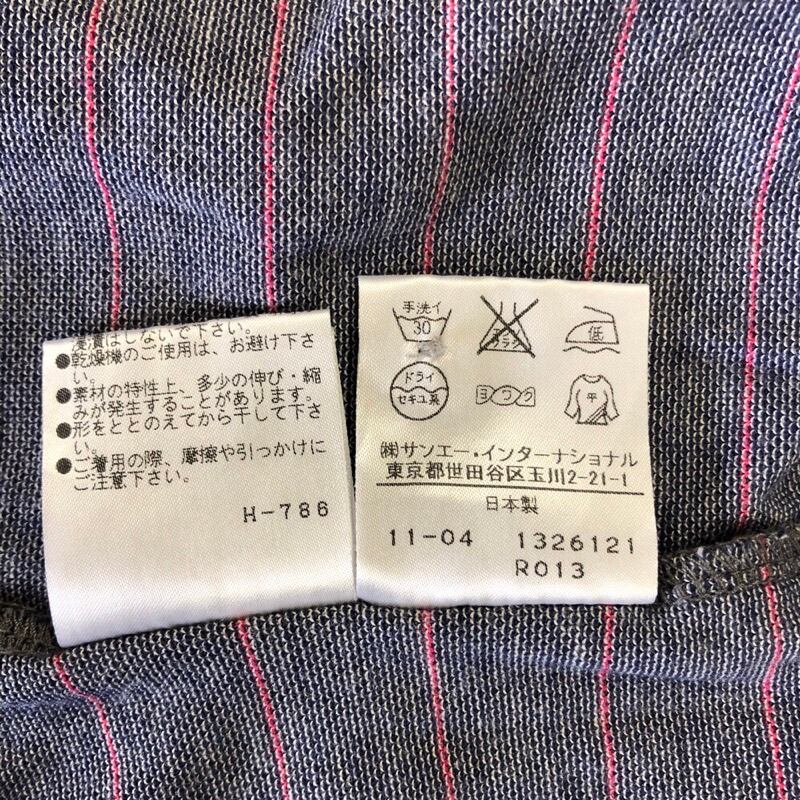 浸漬はしないで下さい。
●乾燥機のご使用は、お避け下さ
い。
●素材の特性上、多少の伸び・縮
みが発生することがあります。
●形をととのえてから干して下さ
い。
●ご着用の際、摩擦や引っかけに
ご注意下さい。
H-786
手洗イ
30
エンソ
サラシ
低
ドライ
セキユ系
ヨワク
平
㈱サンエー・インターナショナル
東京都世田谷区玉川2-21-1
日本製
11-04 1326121
R013